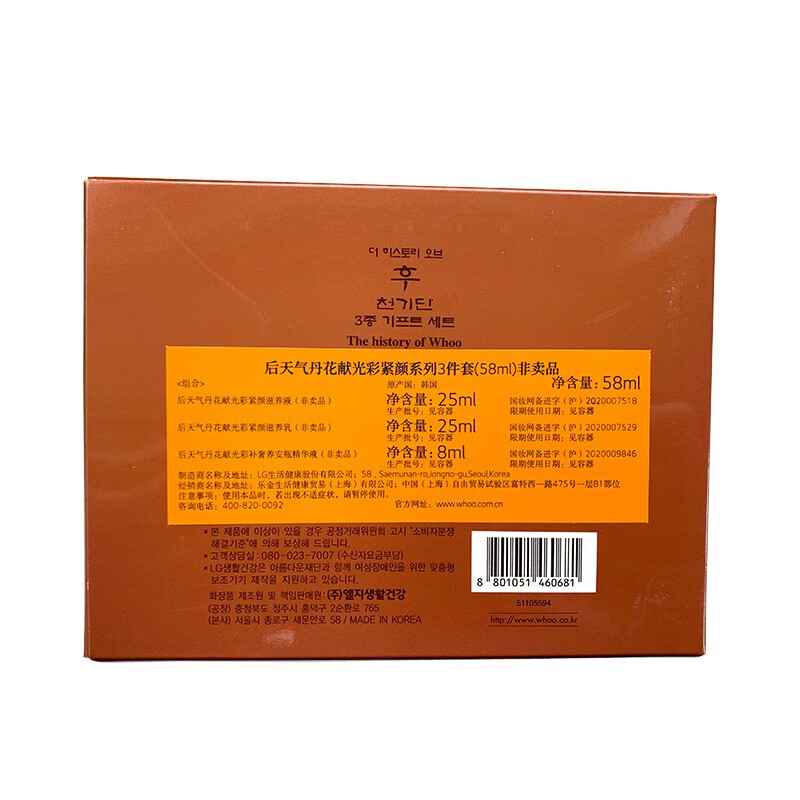 더 히스토리 오브
후
천기단
3종 기프트 세트
The history of Whoo
后天气丹花献光彩紧颜系列3件套(58ml)非卖品
<组合> 原产国：韩国 净含量：58ml
后天气丹花献光彩紧颜滋养液（非卖品） 净含量：25ml 国妆网备进字（沪）2020007518
生产批号：见容器 限期使用日期：见容器
后天气丹花献光彩紧颜滋养乳（非卖品） 净含量：25ml 国妆网备进字（沪）2020007529
生产批号：见容器 限期使用日期：见容器
后天气丹花献光彩补奢养安瓶精华液（非卖品） 净含量：8ml 国妆网备进字（沪）2020009846
生产批号：见容器 限期使用日期：见容器
制造商名称及地址：LG生活健康股份有限公司；58，Saemunan-ro,Jongno-gu,Seoul,Korea
经销商名称及地址：乐金生活健康贸易（上海）有限公司；中国（上海）自由贸易试验区富特西一路475号一层B1部位
注意事项：使用本品时，若出现不适症状，请暂停使用。
咨询电话：400-820-0092 官方网址：www.whoo.com.cn
* 본 제품에 이상이 있을 경우 공정거래위원회 고시 "소비자분쟁
해결기준"에 의해 보상해 드립니다.
* 고객상담실 : 080-023-7007 (수신자요금부담)
* LG생활건강은 아름다운재단과 함께 여성장애인을 위한 맞춤형
보조기기 제작을 지원하고 있습니다.
화장품 제조원 및 책임판매원 : (주)엘지생활건강
(공장) 충청북도 청주시 흥덕구 2순환로 765
(본사) 서울시 종로구 새문안로 58 / MADE IN KOREA
8 801051 460681
51105594
http://www.whoo.co.kr